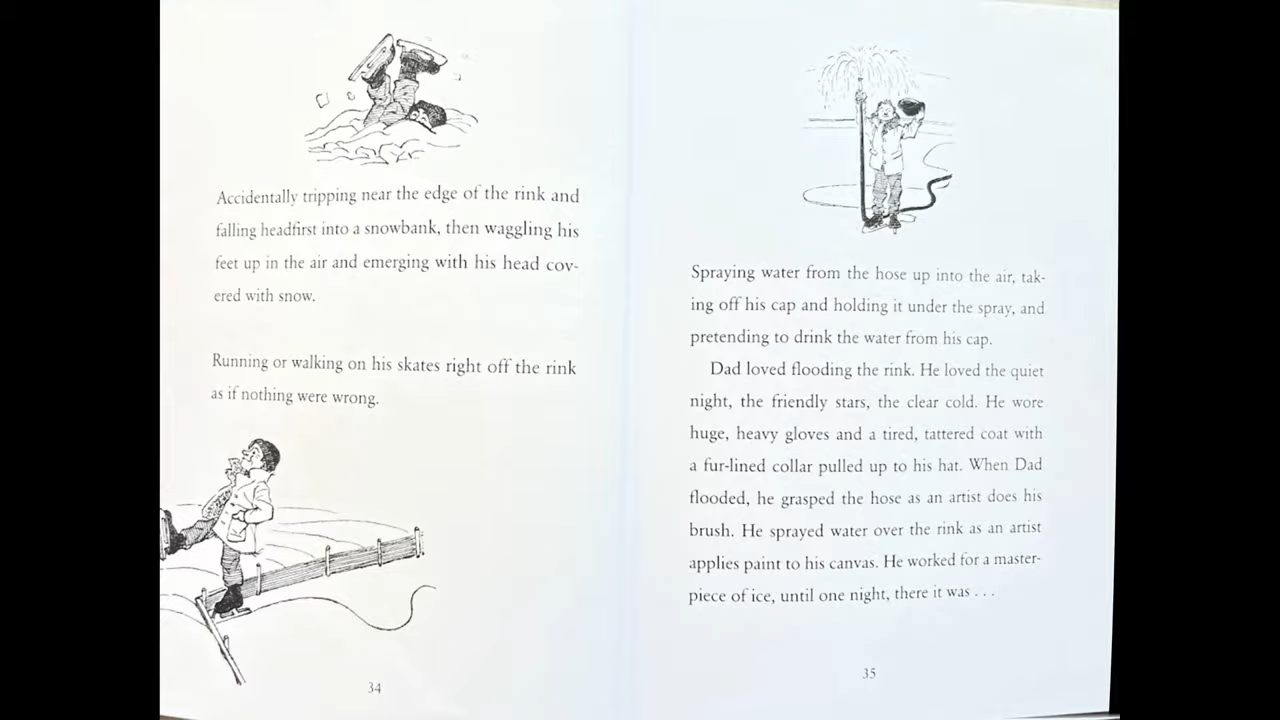 Accidentally tripping near the edge of the rink and
falling headfirst into a snowbank, then waggling his
feet up in the air and emerging with his head cov-
ered with snow.
Running or walking on his skates right off the rink
as if nothing were wrong.
34
Spraying water from the hose up into the air, tak-
ing off his cap and holding it under the spray, and
pretending to drink the water from his cap.
Dad loved flooding the rink. He loved the quiet
night, the friendly stars, the clear cold. He wore
huge, heavy gloves and a tired, tattered coat with
a fur-lined collar pulled up to his hat. When Dad
flooded, he grasped the hose as an artist does his
brush. He sprayed water over the rink as an artist
applies paint to his canvas. He worked for a master-
piece of ice, until one night, there it was . . .
35